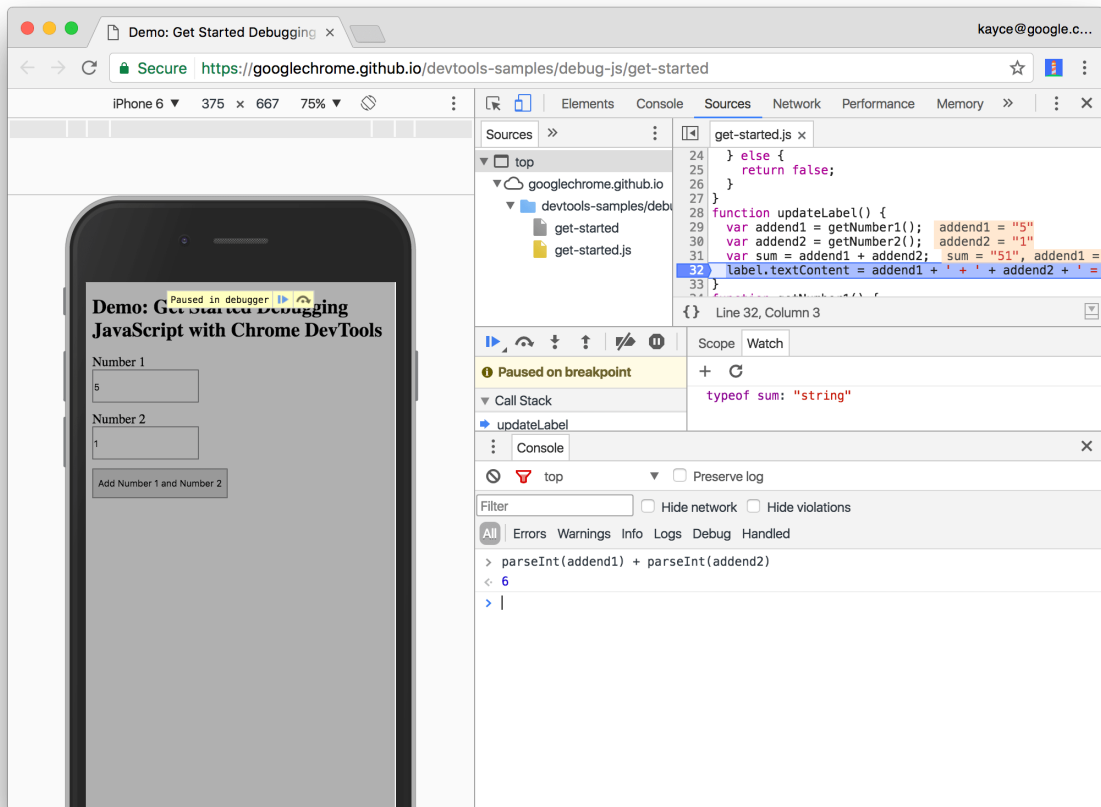 Demo: Get Started Debugging
kayce@google.c...
Secure https://googlechrome.github.io/devtools-samples/debug-js/get-started
iPhone 6 ▼ 375 × 667 75% ▼
Elements Console Sources Network Performance Memory »
Sources »
get-started.js ×
top
googlechrome.github.io
devtools-samples/debu
get-started
get-started.js
24 } else {
25 return false;
26 }
27 }
28 function updateLabel() {
29 var addend1 = getNumber1(); addend1 = "5"
30 var addend2 = getNumber2(); addend2 = "1"
31 var sum = addend1 + addend2; sum = "51", addend1 =
32 label.textContent = addend1 + ' + ' + addend2 + ' =
33 }
34 function getNumber1() {
{} Line 32, Column 3
Paused in debugger
Demo: Get Started Debugging
JavaScript with Chrome DevTools
Number 1
5
Number 2
1
Add Number 1 and Number 2
Paused on breakpoint
Call Stack
updateLabel
Scope Watch
typeof sum: "string"
Console
top ▼ Preserve log
Filter Hide network Hide violations
All Errors Warnings Info Logs Debug Handled
> parseInt(addend1) + parseInt(addend2)
6
>